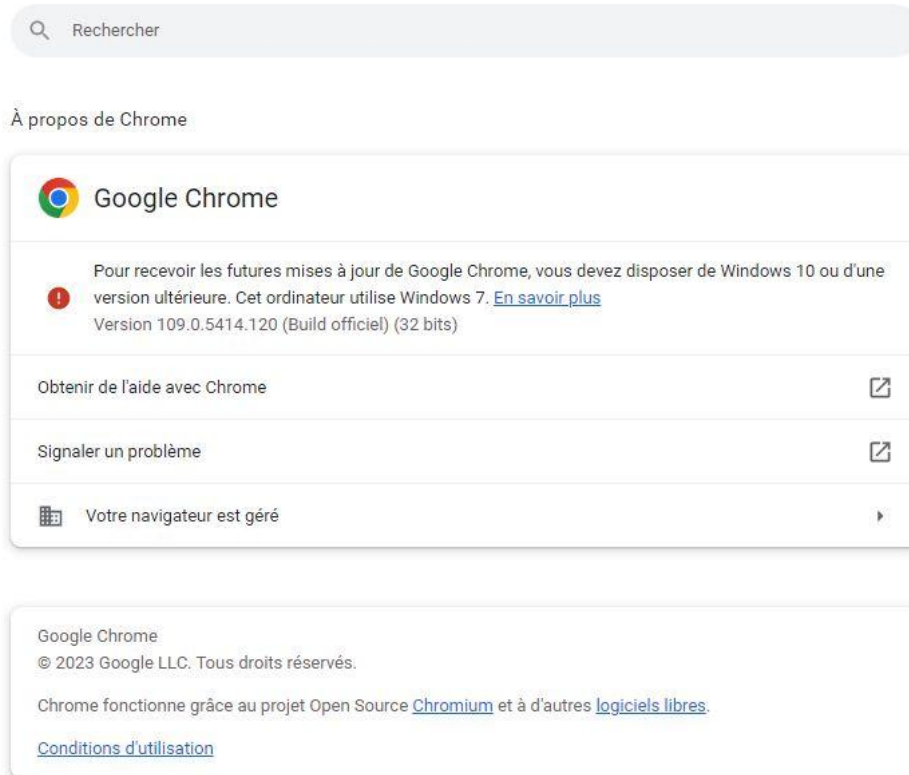 Rechercher
À propos de Chrome
Google Chrome
Pour recevoir les futures mises à jour de Google Chrome, vous devez disposer de Windows 10 ou d'une
version ultérieure. Cet ordinateur utilise Windows 7. En savoir plus
Version 109.0.5414.120 (Build officiel) (32 bits)
Obtenir de l'aide avec Chrome
Signaler un problème
Votre navigateur est géré
Google Chrome
© 2023 Google LLC. Tous droits réservés.
Chrome fonctionne grâce au projet Open Source Chromium et à d'autres logiciels libres.
Conditions d'utilisation